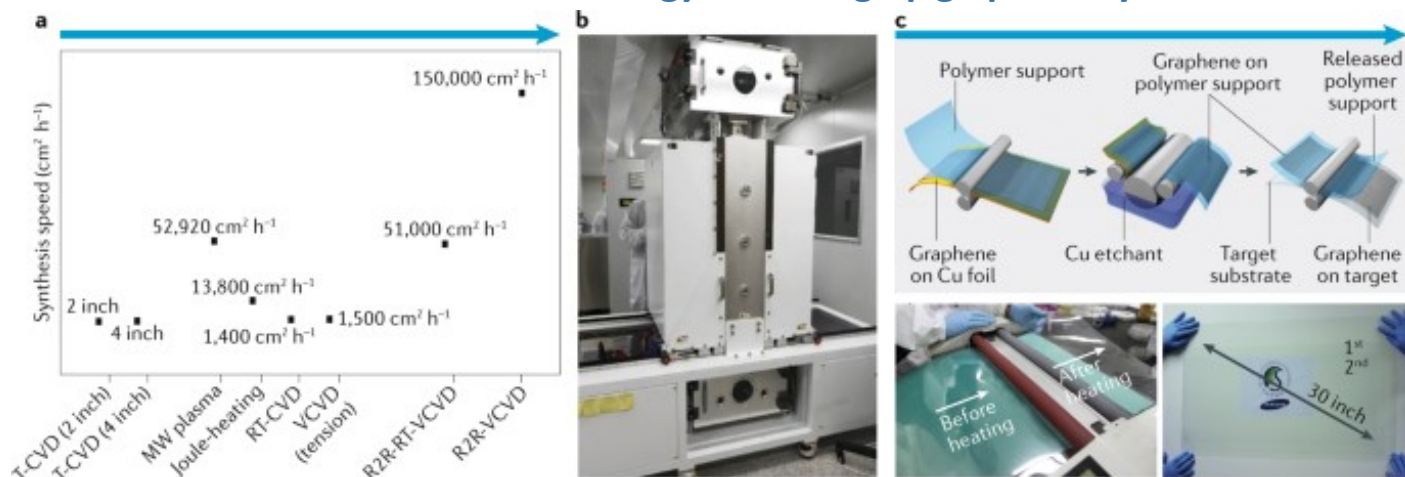 a
Synthesis speed (cm² h⁻¹)
150,000 cm² h⁻¹
52,920 cm² h⁻¹
51,000 cm² h⁻¹
13,800 cm² h⁻¹
2 inch
4 inch
1,400 cm² h⁻¹
1,500 cm² h⁻¹
T-CVD (2 inch)
T-CVD (4 inch)
MW plasma
Joule-heating
RT-CVD
VCVD
(tension)
R2R-RT-VCVD
R2R-VCVD
b
c
Polymer support
Graphene on
polymer support
Released
polymer
support
Graphene
on Cu foil
Cu etchant
Target
substrate
Graphene
on target
Before
heating
After
heating
1st
2nd
30 inch
SAMSUNG